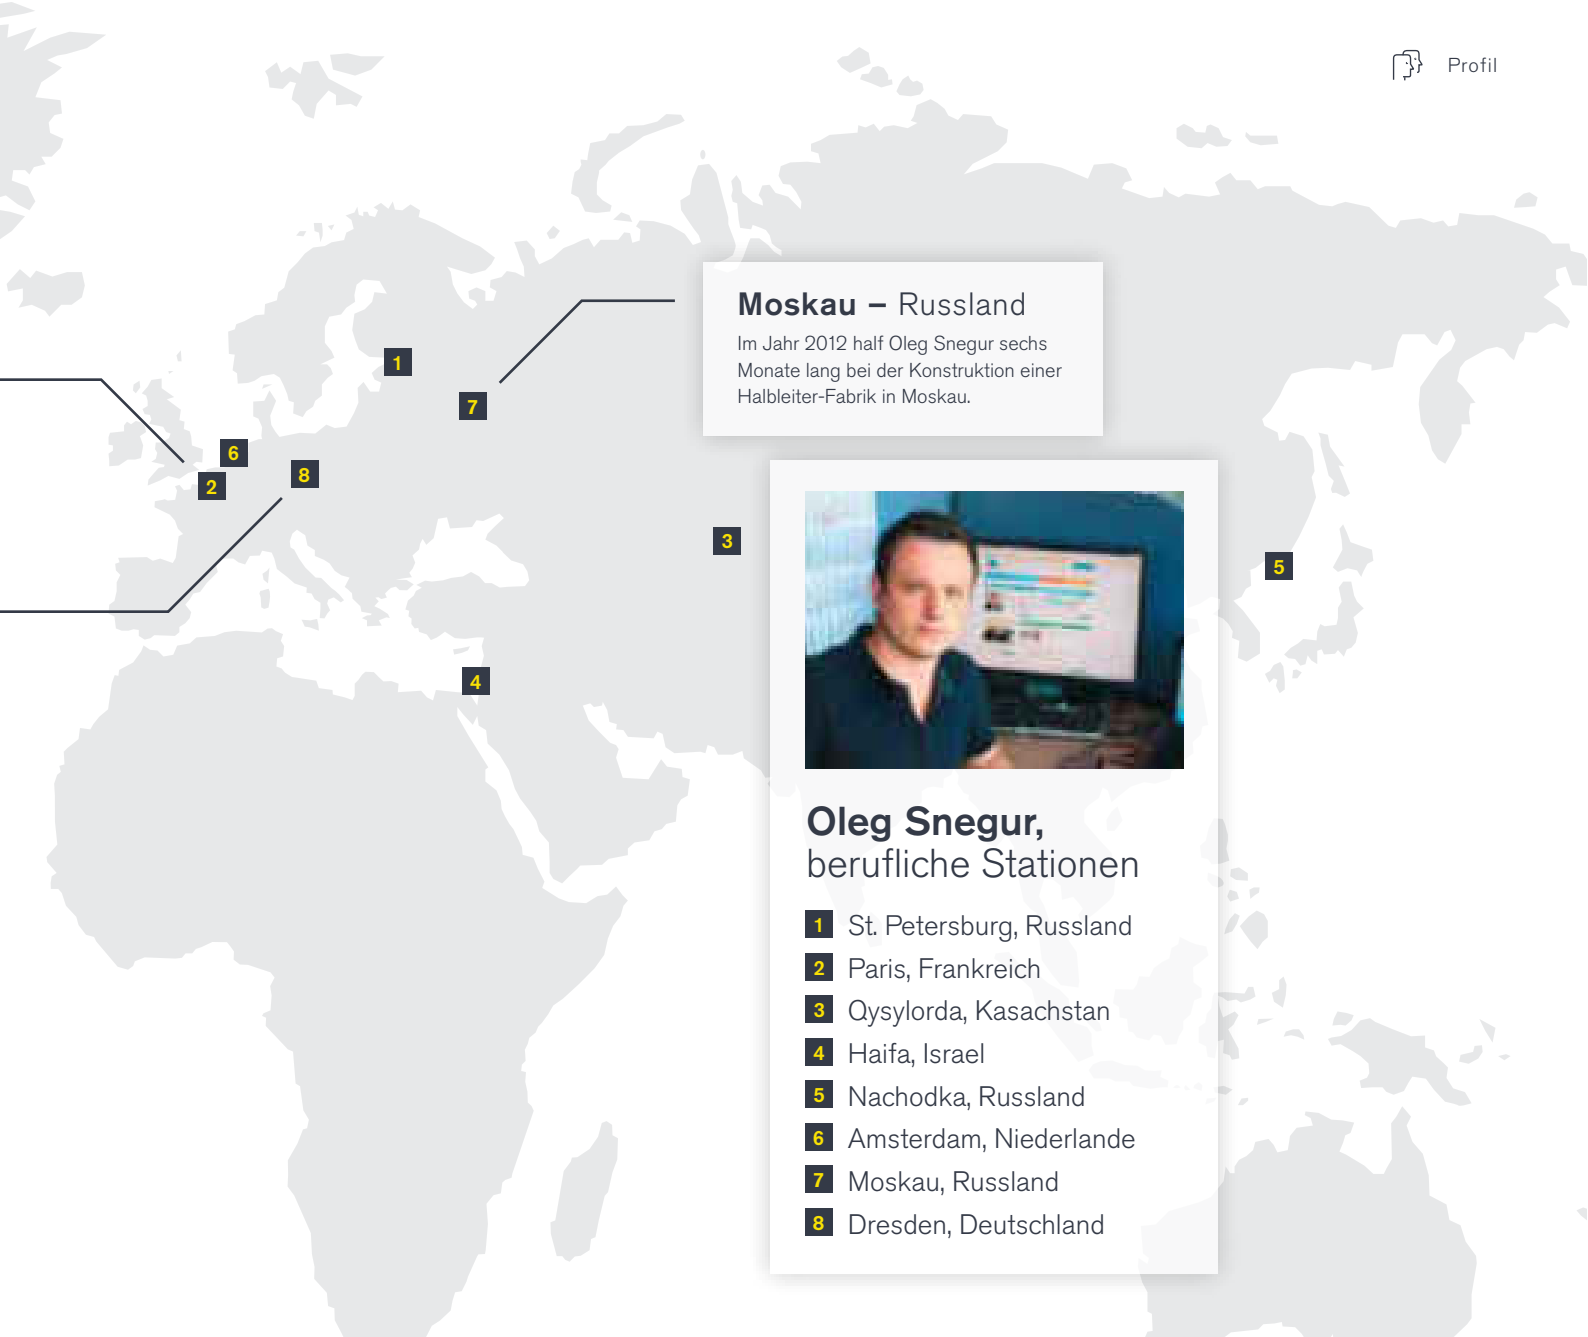 Profil
Moskau – Russland
Im Jahr 2012 half Oleg Snegur sechs
Monate lang bei der Konstruktion einer
Halbleiter-Fabrik in Moskau.
1
7
6
8
2
3
5
4
Oleg Snegur,
berufliche Stationen
1 St. Petersburg, Russland
2 Paris, Frankreich
3 Qysylorda, Kasachstan
4 Haifa, Israel
5 Nachodka, Russland
6 Amsterdam, Niederlande
7 Moskau, Russland
8 Dresden, Deutschland